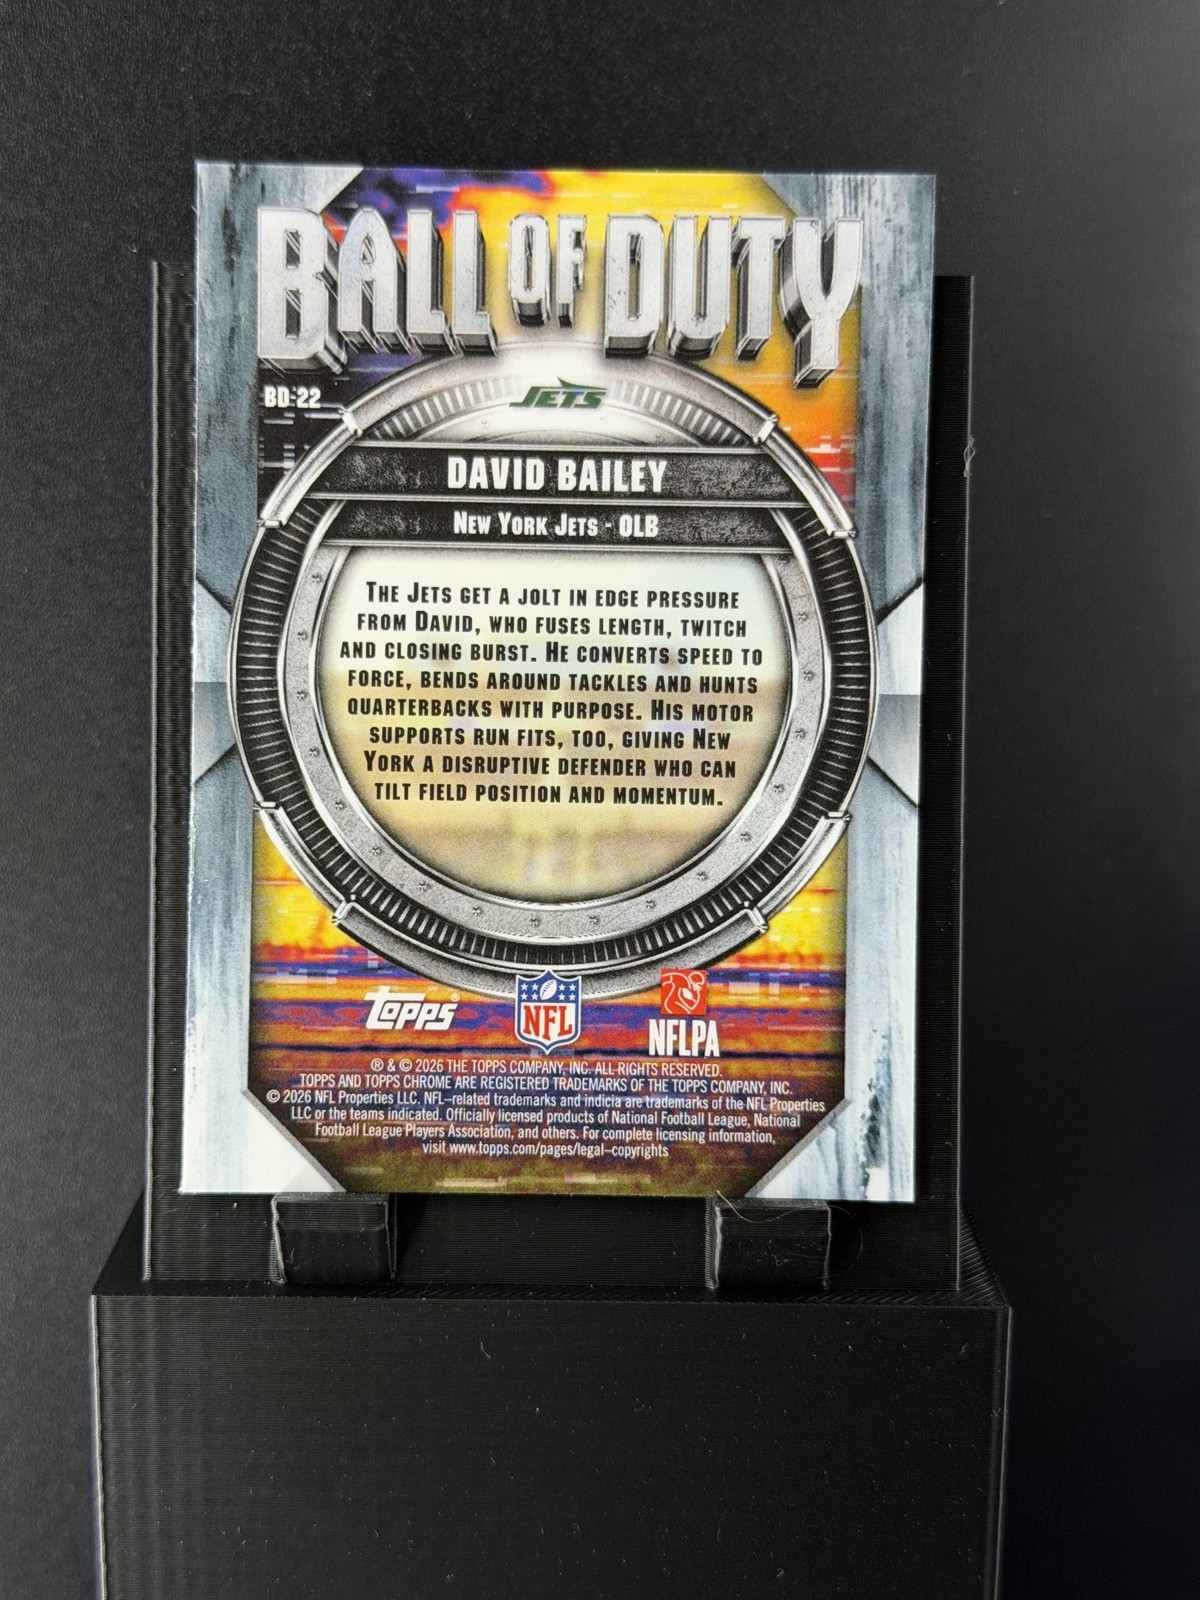 BALL OF DUTY
BD-22
JETS
DAVID BAILEY
NEW YORK JETS - OLB
THE JETS GET A JOLT IN EDGE PRESSURE
FROM DAVID, WHO FUSES LENGTH, TWITCH
AND CLOSING BURST. HE CONVERTS SPEED TO
FORCE, BENDS AROUND TACKLES AND HUNTS
QUARTERBACKS WITH PURPOSE. HIS MOTOR
SUPPORTS RUN FITS, TOO, GIVING NEW
YORK A DISRUPTIVE DEFENDER WHO CAN
TILT FIELD POSITION AND MOMENTUM.
TOPPS®
NFL
NFLPA
® & © 2026 THE TOPPS COMPANY, INC. ALL RIGHTS RESERVED.
TOPPS AND TOPPS CHROME ARE REGISTERED TRADEMARKS OF THE TOPPS COMPANY, INC.
© 2026 NFL Properties LLC. NFL–related trademarks and indicia are trademarks of the NFL Properties
LLC or the teams indicated. Officially licensed products of National Football League, National
Football League Players Association, and others. For complete licensing information,
visit www.topps.com/pages/legal–copyrights